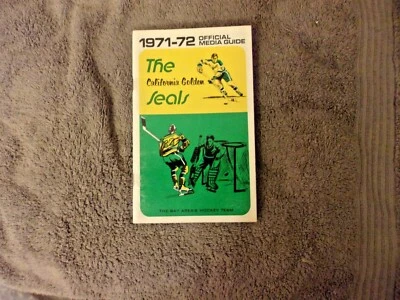 1971-72 OFFICIAL
MEDIA GUIDE
The
California Golden
Seals
THE BAY AREA'S HOCKEY TEAM